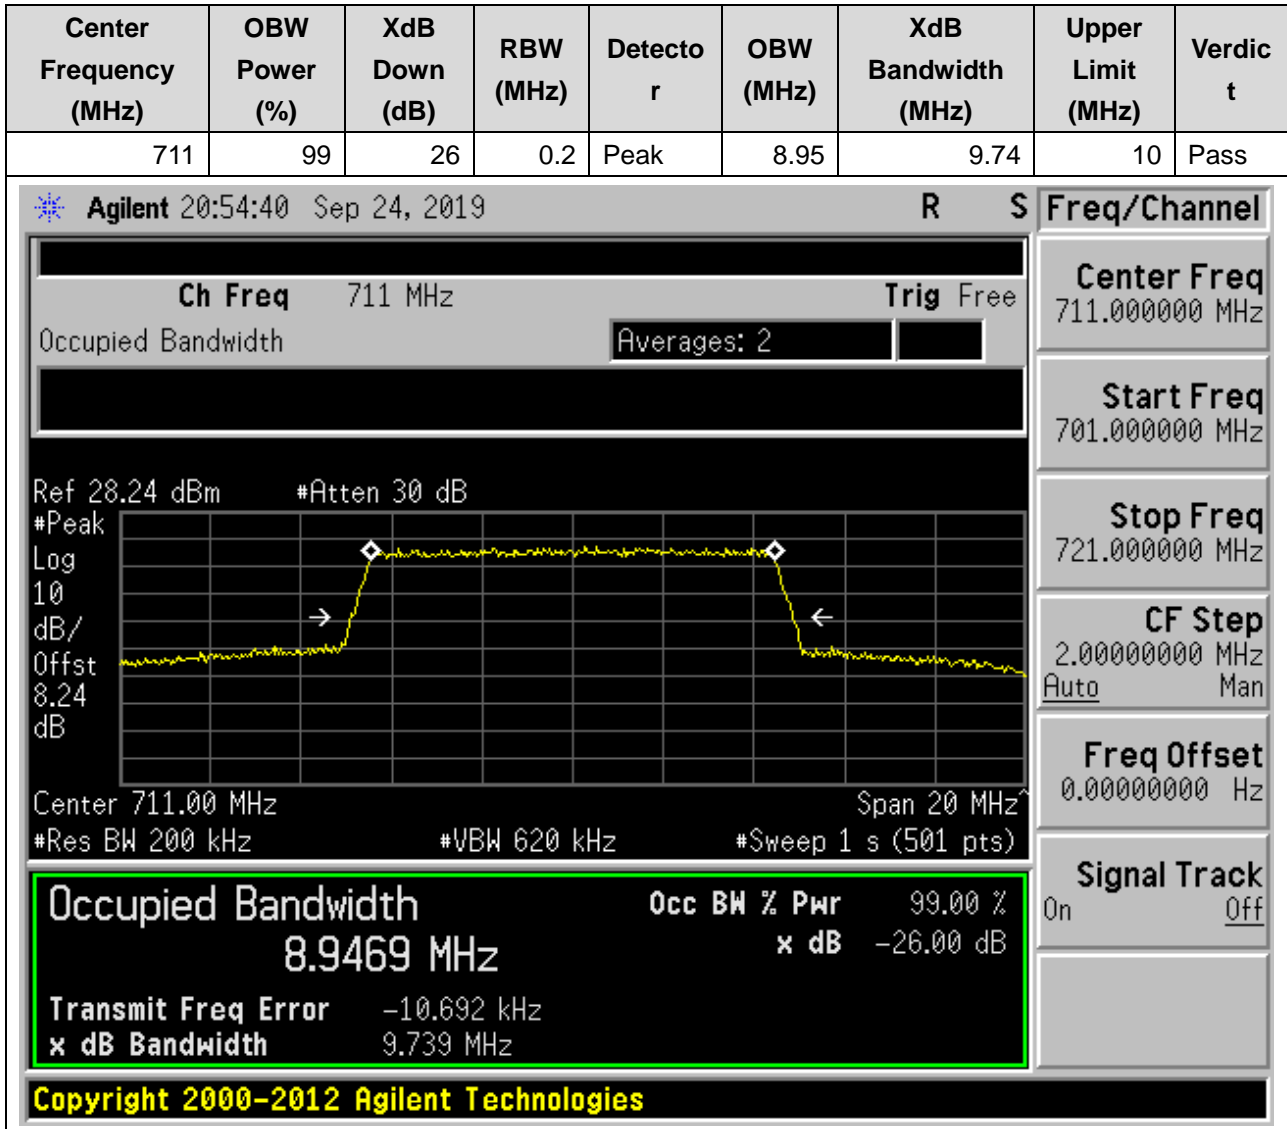 Center Frequency (MHz) OBW Power (%) XdB Down (dB) RBW (MHz) Detecto r OBW (MHz) XdB Bandwidth (MHz) Upper Limit (MHz) Verdic t
711 99 26 0.2 Peak 8.95 9.74 10 Pass
Agilent 20:54:40 Sep 24, 2019 R S
Ch Freq 711 MHz Trig Free
Occupied Bandwidth Averages: 2
Ref 28.24 dBm #Atten 30 dB
#Peak
Log
10
dB/
Offst
8.24
dB
Center 711.00 MHz Span 20 MHz^
#Res BW 200 kHz #VBW 620 kHz #Sweep 1 s (501 pts)
Occupied Bandwidth Occ BW % Pwr 99.00 %
8.9469 MHz x dB -26.00 dB
Transmit Freq Error -10.692 kHz
x dB Bandwidth 9.739 MHz
Copyright 2000-2012 Agilent Technologies
Freq/Channel
Center Freq
711.000000 MHz
Start Freq
701.000000 MHz
Stop Freq
721.000000 MHz
CF Step
2.00000000 MHz
Auto Man
Freq Offset
0.00000000 Hz
Signal Track
On Off